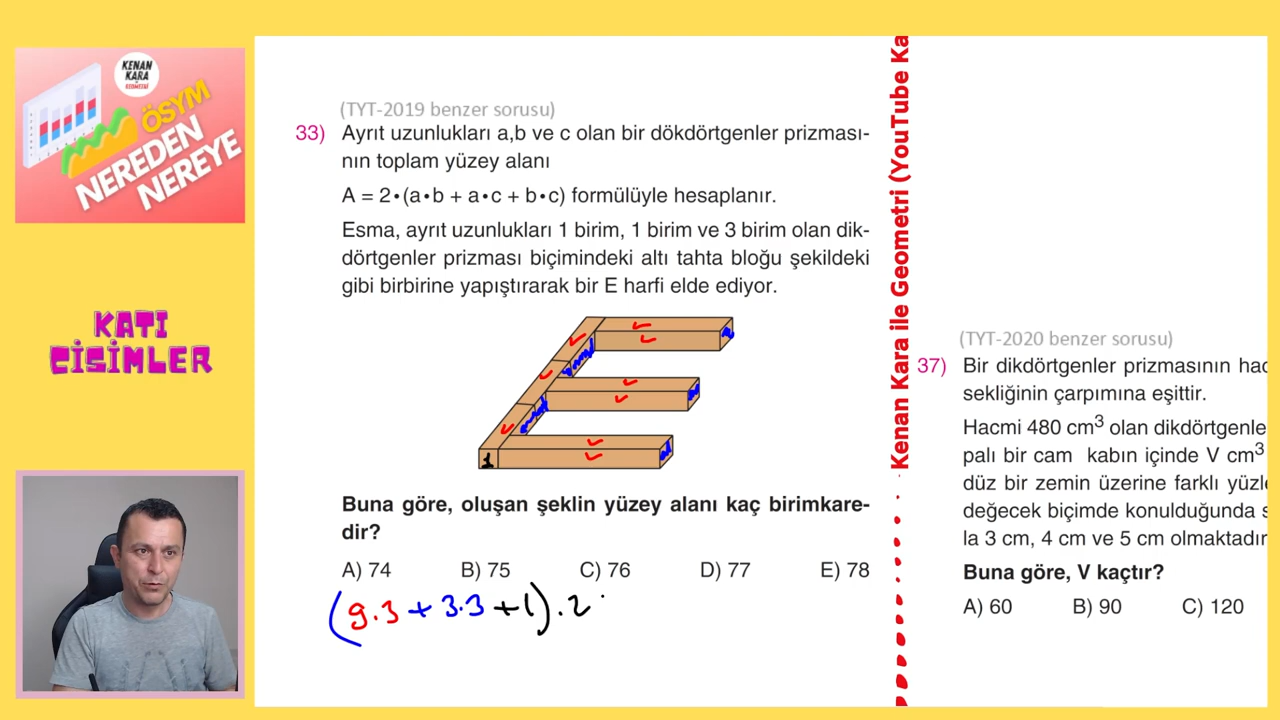 KENAN
KARA
ile
GEOMETRİ
ÖSYM
NEREDEN
NEREYE
KATI
CİSİMLER
(TYT-2019 benzer sorusu)
33) Ayrıt uzunlukları a,b ve c olan bir dökdörtgenler prizması-
nın toplam yüzey alanı
A = 2•(a•b + a•c + b•c) formülüyle hesaplanır.
Esma, ayrıt uzunlukları 1 birim, 1 birim ve 3 birim olan dik-
dörtgenler prizması biçimindeki altı tahta bloğu şekildeki
gibi birbirine yapıştırarak bir E harfi elde ediyor.
1
Buna göre, oluşan şeklin yüzey alanı kaç birimkare-
dir?
A) 74 B) 75 C) 76 D) 77 E) 78
(9.3 + 3.3 + 1).2
Kenan Kara ile Geometri (YouTube Ka
(TYT-2020 benzer sorusu)
37) Bir dikdörtgenler prizmasının hac
sekliğinin çarpımına eşittir.
Hacmi 480 cm³ olan dikdörtgenle
palı bir cam kabın içinde V cm³
düz bir zemin üzerine farklı yüzle
değecek biçimde konulduğunda s
la 3 cm, 4 cm ve 5 cm olmaktadır
Buna göre, V kaçtır?
A) 60 B) 90 C) 120